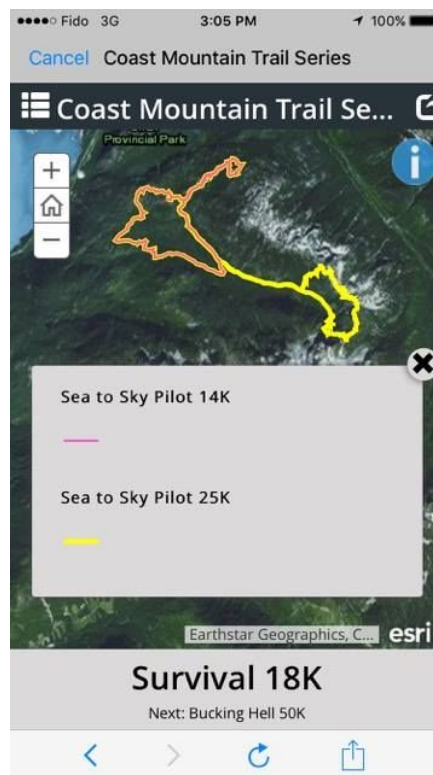 Fido 3G 3:05 PM 100%
Cancel Coast Mountain Trail Series
Coast Mountain Trail Se...
Provincial Park
+
−
i
Sea to Sky Pilot 14K
Sea to Sky Pilot 25K
Earthstar Geographics, C...
esri
Survival 18K
Next: Bucking Hell 50K